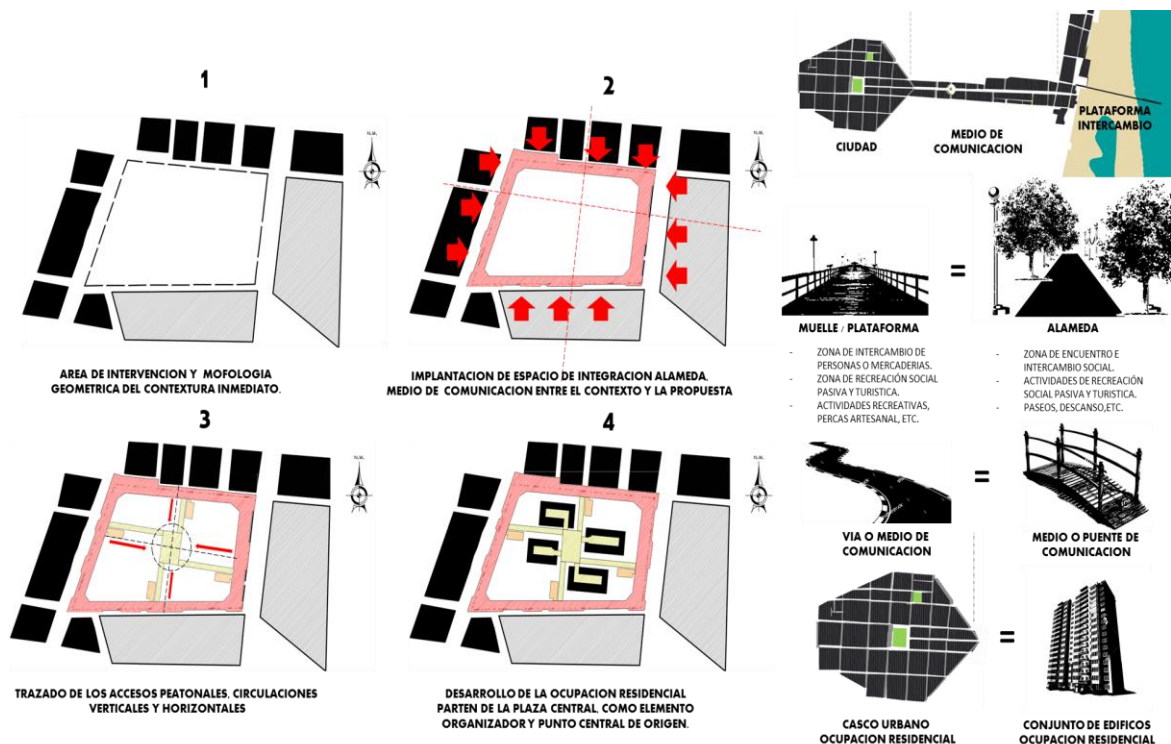 1
AREA DE INTERVENCION Y MOFOLOGIA
GEOMETRICA DEL CONTEXTURA INMEDIATO.
2
IMPLANTACION DE ESPACIO DE INTEGRACION ALAMEDA,
MEDIO DE COMUNICACION ENTRE EL CONTEXTO Y LA PROPUESTA
3
TRAZADO DE LOS ACCESOS PEATONALES, CIRCULACIONES
VERTICALES Y HORIZONTALES
4
DESARROLLO DE LA OCUPACION RESIDENCIAL
PARTEN DE LA PLAZA CENTRAL, COMO ELEMENTO
ORGANIZADOR Y PUNTO CENTRAL DE ORIGEN.
CIUDAD
MEDIO DE
COMUNICACION
PLATAFORMA
INTERCAMBIO
=
MUELLE / PLATAFORMA
- ZONA DE INTERCAMBIO DE
PERSONAS O MERCADERIAS.
- ZONA DE RECREACIÓN SOCIAL
PASIVA Y TURISTICA.
- ACTIVIDADES RECREATIVAS,
PERCAS ARTESANAL, ETC.
ALAMEDA
- ZONA DE ENCUENTRO E
INTERCAMBIO SOCIAL.
- ACTIVIDADES DE RECREACIÓN
SOCIAL PASIVA Y TURISTICA.
- PASEOS, DESCANSO,ETC.
=
VIA O MEDIO DE
COMUNICACION
MEDIO O PUENTE DE
COMUNICACION
=
CASCO URBANO
OCUPACION RESIDENCIAL
CONJUNTO DE EDIFICOS
OCUPACION RESIDENCIAL